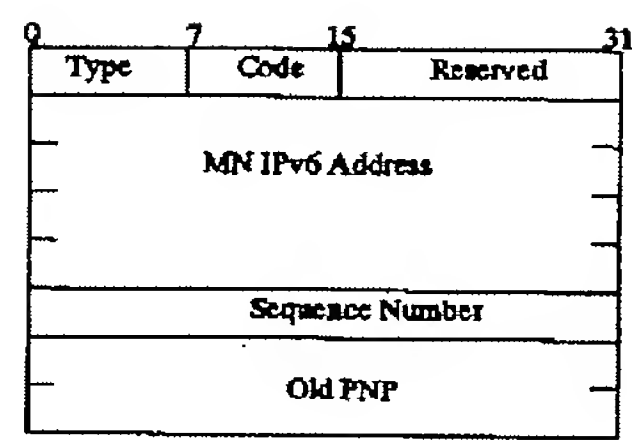 0 7 15 31
Type Code Reserved
MN IPv6 Address
Sequence Number
Old PNP